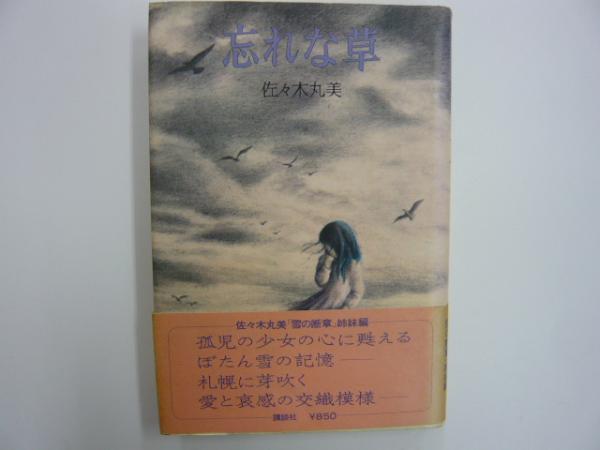 忘れな草
佐々木丸美
佐々木丸美「雪の断章」姉妹編
孤児の少女の心に甦える
ぼたん雪の記憶——
札幌に芽吹く
愛と哀感の交織模様——
講談社 ¥850